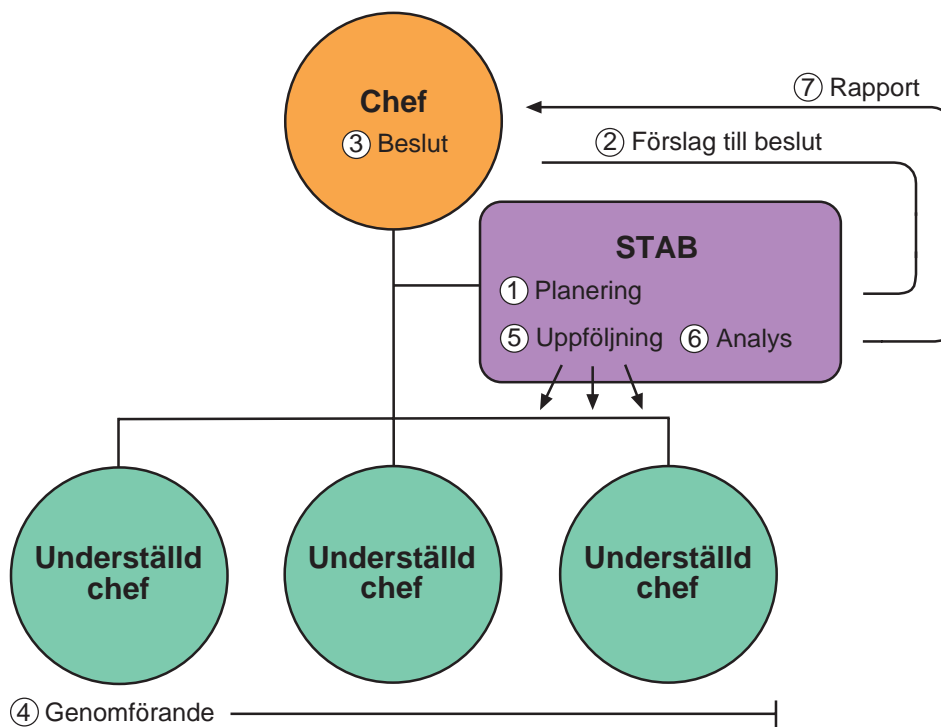 ⑦ Rapport
Chef
③ Beslut
② Förslag till beslut
STAB
① Planering
⑤ Uppföljning ⑥ Analys
Underställd
chef
Underställd
chef
Underställd
chef
④ Genomförande